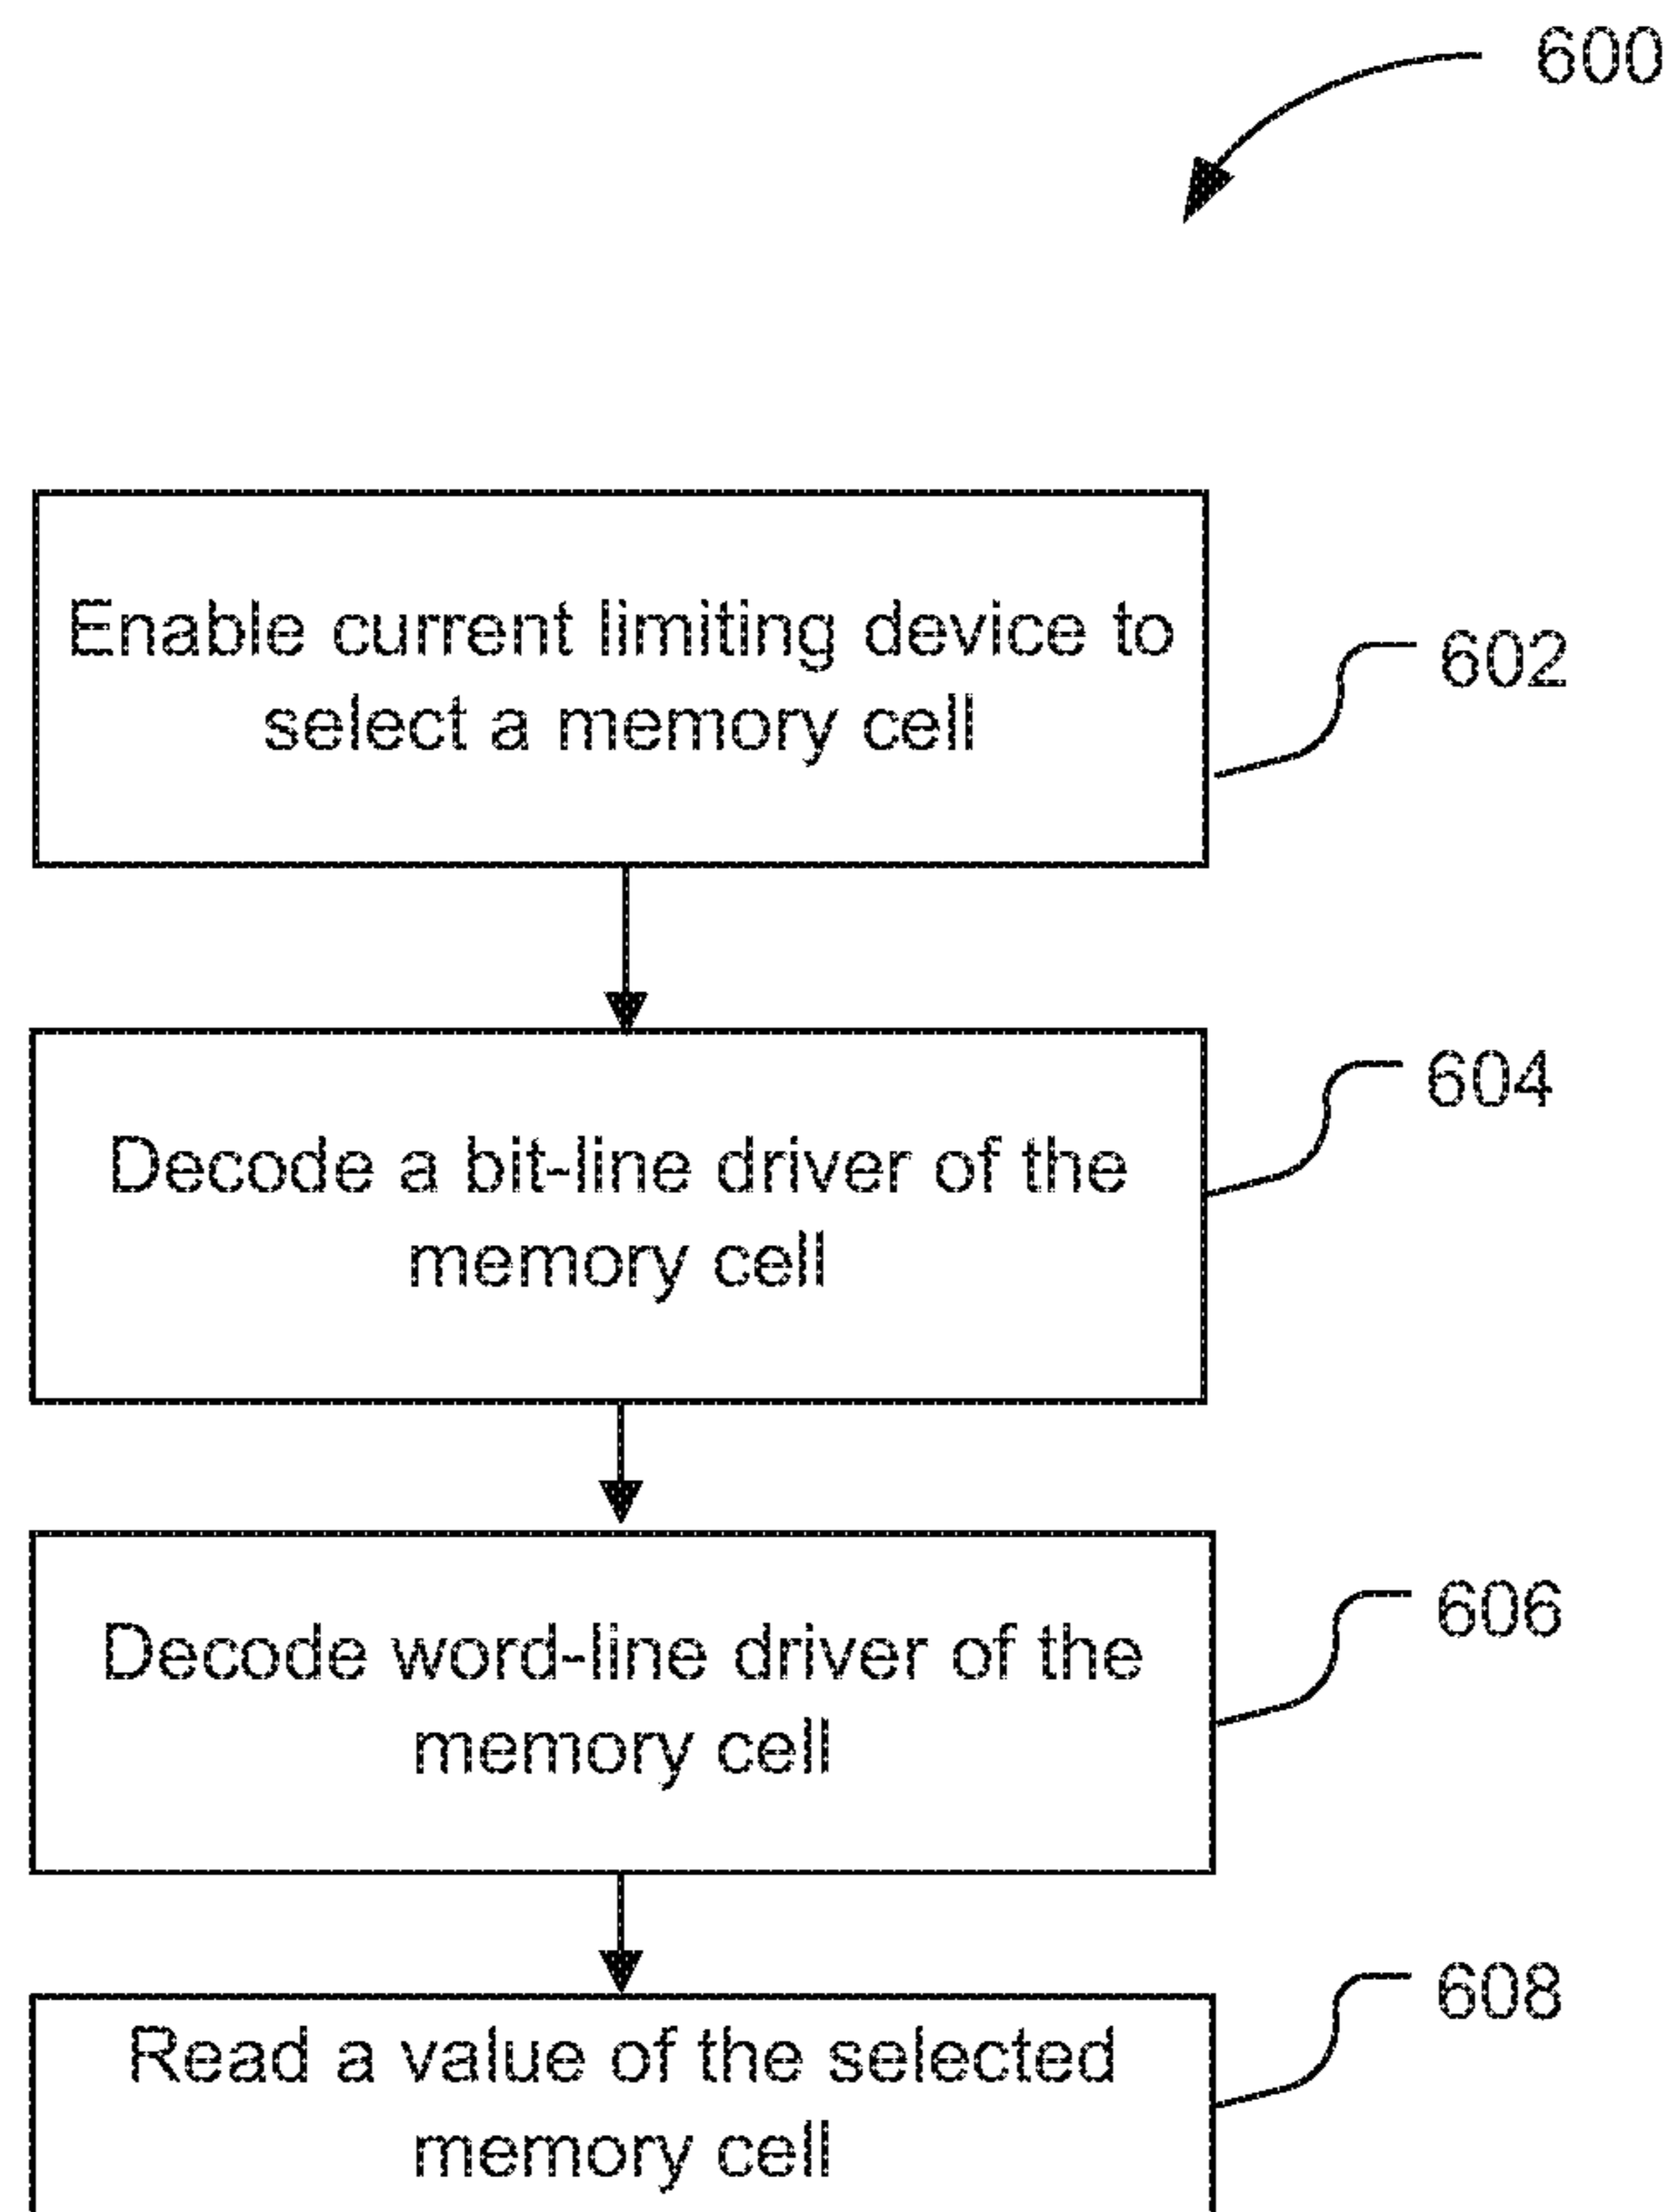 600
Enable current limiting device to
select a memory cell
602
Decode a bit-line driver of the
memory cell
604
Decode word-line driver of the
memory cell
606
Read a value of the selected
memory cell
608